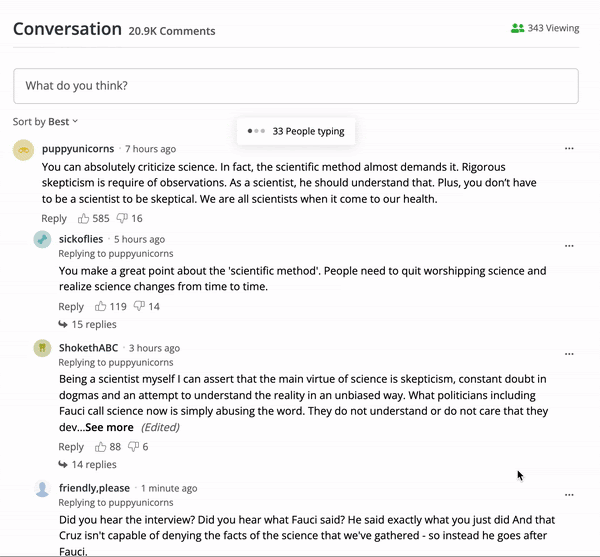 Conversation 20.9K Comments
343 Viewing
What do you think?
Sort by Best
33 People typing
puppyunicorns · 7 hours ago
You can absolutely criticize science. In fact, the scientific method almost demands it. Rigorous
skepticism is require of observations. As a scientist, he should understand that. Plus, you don’t have
to be a scientist to be skeptical. We are all scientists when it come to our health.
Reply 585 16
sickoflies · 5 hours ago
Replying to puppyunicorns
You make a great point about the 'scientific method'. People need to quit worshipping science and
realize science changes from time to time.
Reply 119 14
15 replies
ShokethABC · 3 hours ago
Replying to puppyunicorns
Being a scientist myself I can assert that the main virtue of science is skepticism, constant doubt in
dogmas and an attempt to understand the reality in an unbiased way. What politicians including
Fauci call science now is simply abusing the word. They do not understand or do not care that they
dev...See more (Edited)
Reply 88 6
14 replies
friendly,please · 1 minute ago
Replying to puppyunicorns
Did you hear the interview? Did you hear what Fauci said? He said exactly what you just did And that
Cruz isn't capable of denying the facts of the science that we've gathered - so instead he goes after
Fauci.